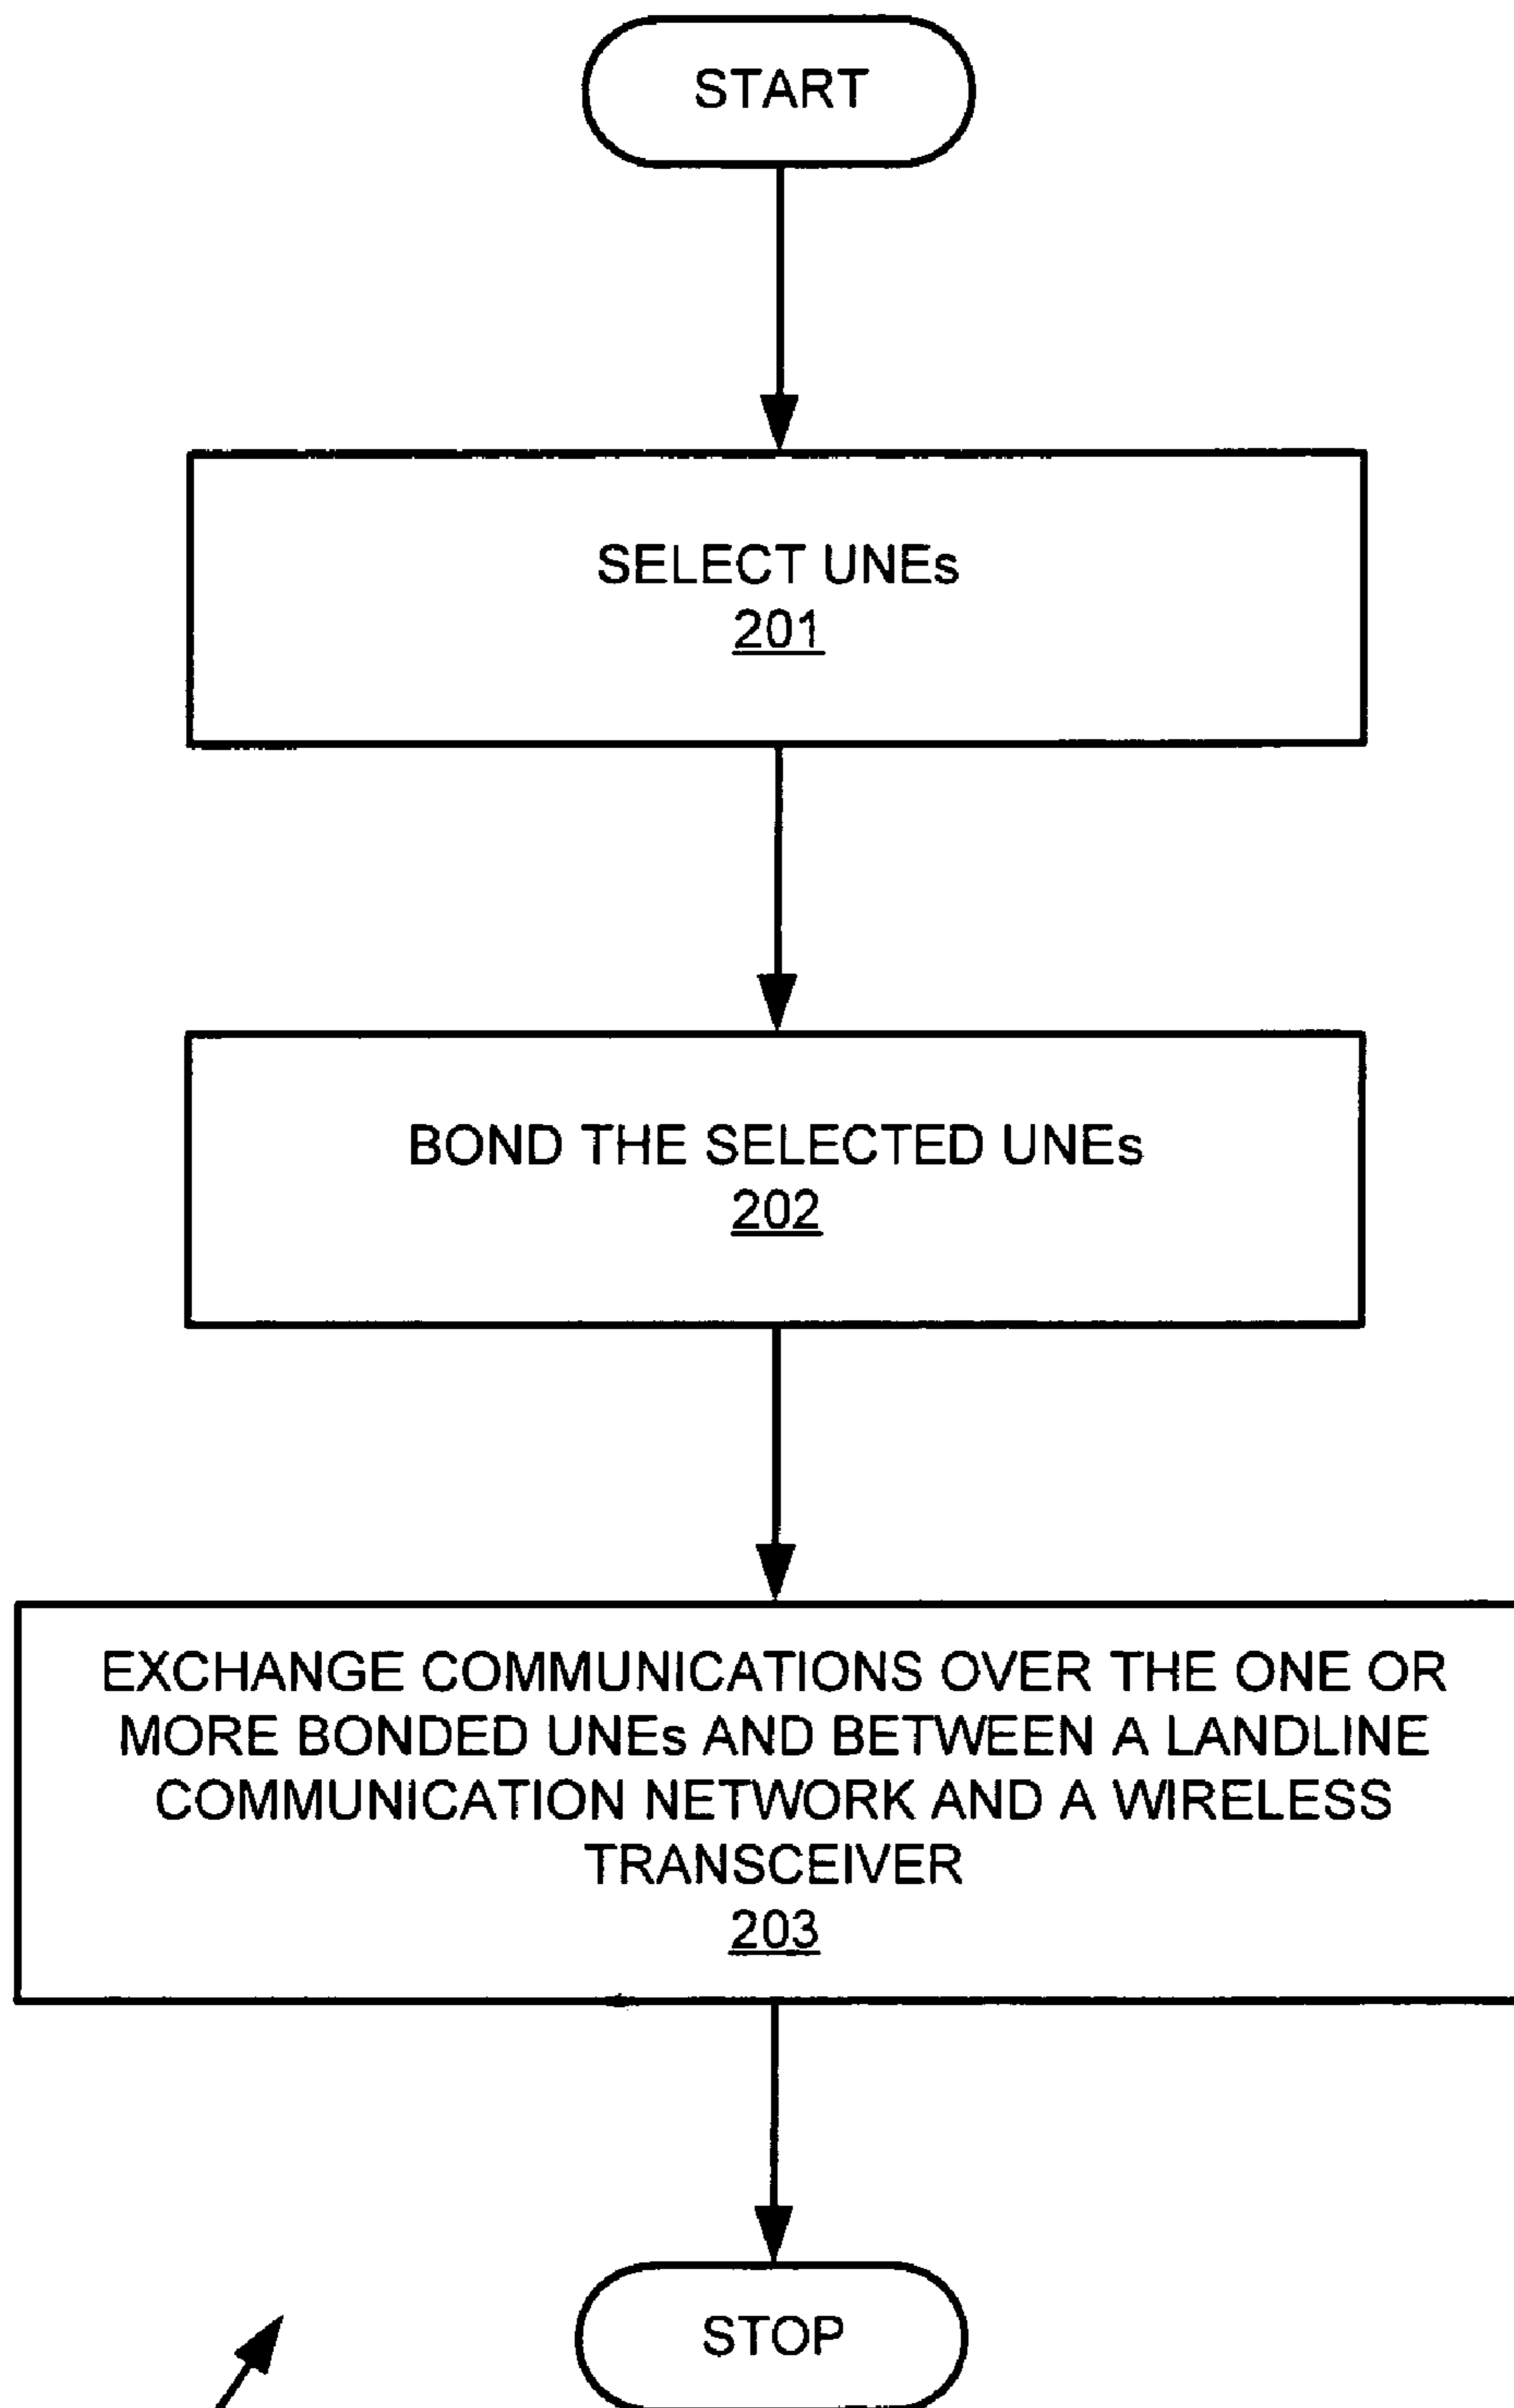 START
SELECT UNEs
201
BOND THE SELECTED UNEs
202
EXCHANGE COMMUNICATIONS OVER THE ONE OR
MORE BONDED UNEs AND BETWEEN A LANDLINE
COMMUNICATION NETWORK AND A WIRELESS
TRANSCEIVER
203
STOP